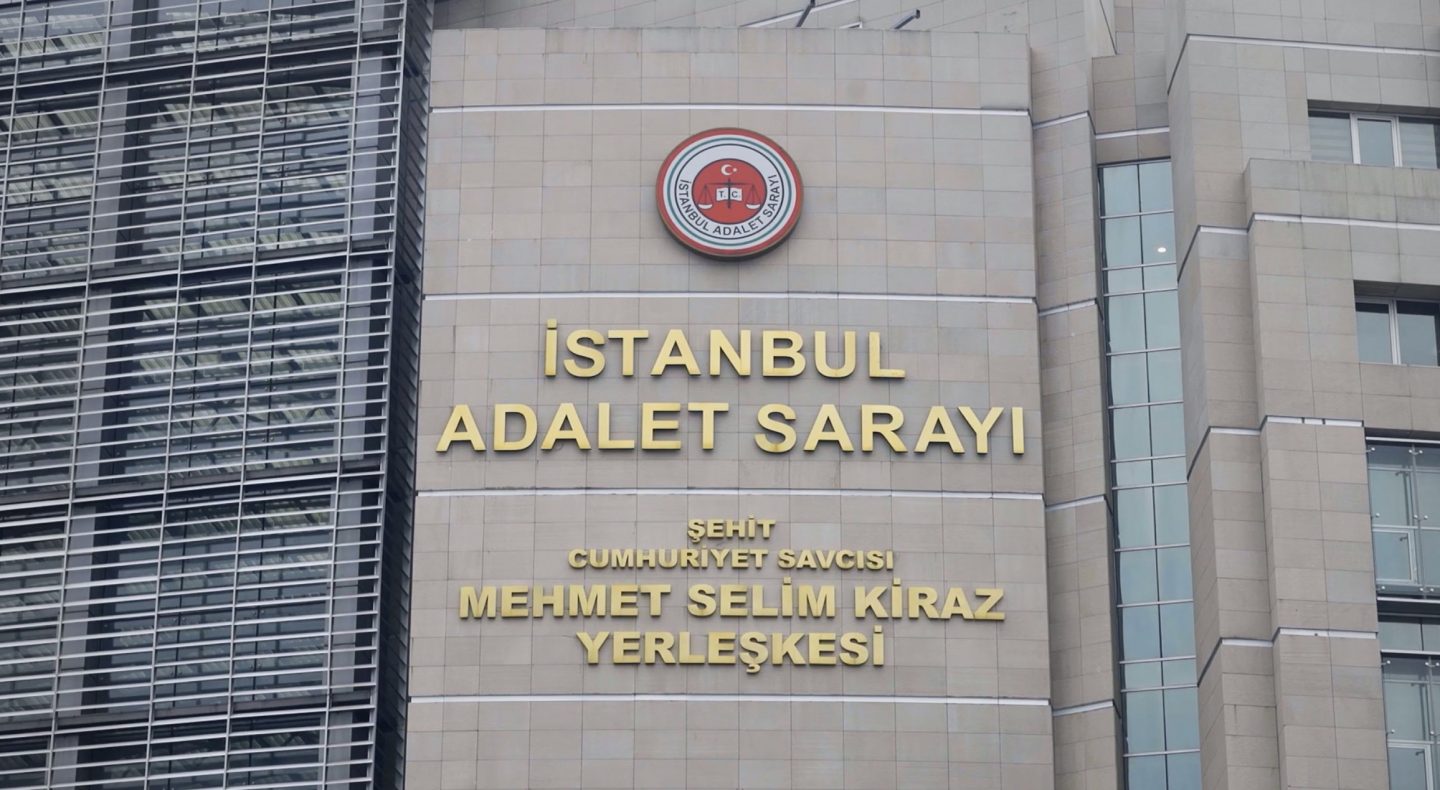 T.C.
İSTANBUL ADALET SARAYI
İSTANBUL
ADALET SARAYI
ŞEHİT
CUMHURİYET SAVCISI
MEHMET SELİM KİRAZ
YERLEŞKESİ